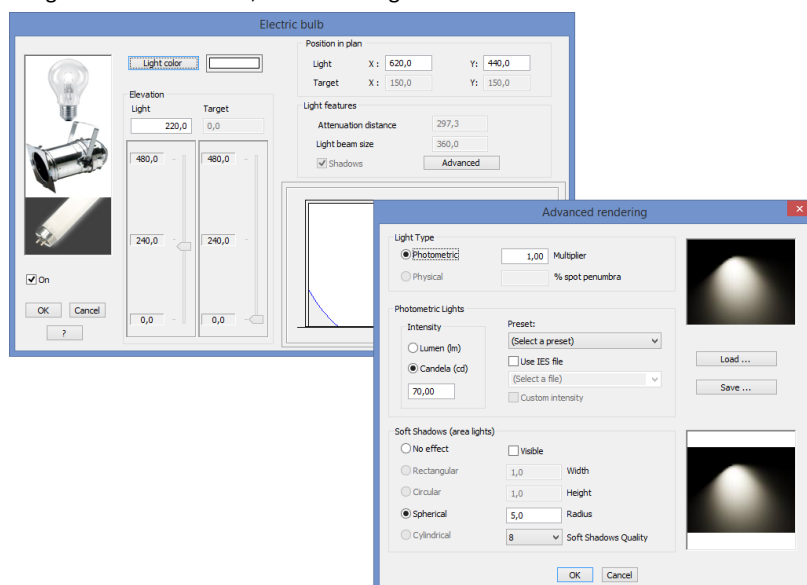 Electric bulb
Light color
Position in plan
Light X : 620,0 Y: 440,0
Target X : 150,0 Y: 150,0
Elevation
Light Target
220,0 0,0
480,0 480,0
240,0 240,0
0,0 0,0
Light features
Attenuation distance 297,3
Light beam size 360,0
Shadows Advanced
On
OK Cancel
?
Advanced rendering
x
Light Type
Photometric 1,00 Multiplier
Physical % spot penumbra
Photometric Lights
Intensity
Lumen (lm)
Candela (cd)
70,00
Preset:
(Select a preset)
Use IES file
(Select a file)
Custom intensity
Load ...
Save ...
Soft Shadows (area lights)
No effect Visible
Rectangular 1,0 Width
Circular 1,0 Height
Spherical 5,0 Radius
Cylindrical 8 Soft Shadows Quality
OK Cancel